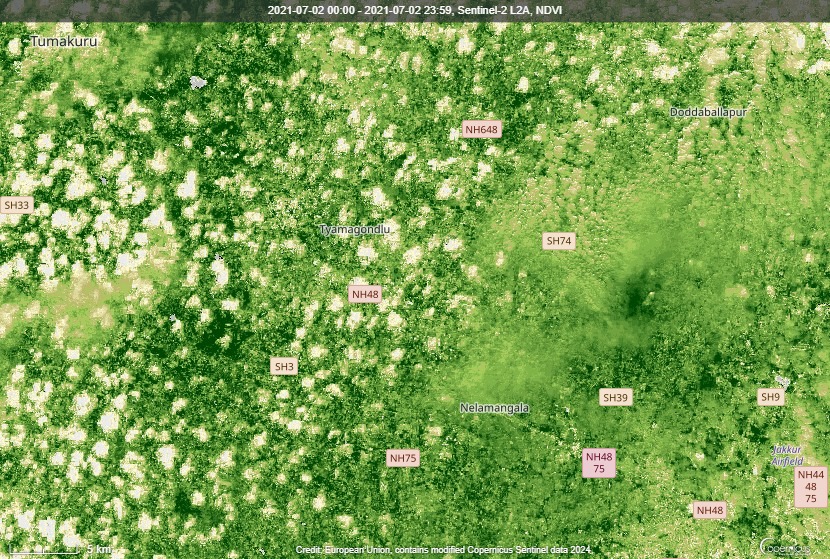 2021-07-02 00:00 - 2021-07-02 23:59, Sentinel-2 L2A, NDVI
Tumakuru
Doddaballapur
NH648
SH33
Tyamagondlu
SH74
NH48
SH3
SH39
SH9
Nelamangala
NH75
NH48
75
Jakkur
Airfield
NH44
48
75
NH48
5 km
Credit: European Union, contains modified Copernicus Sentinel data 2024,
opernicus